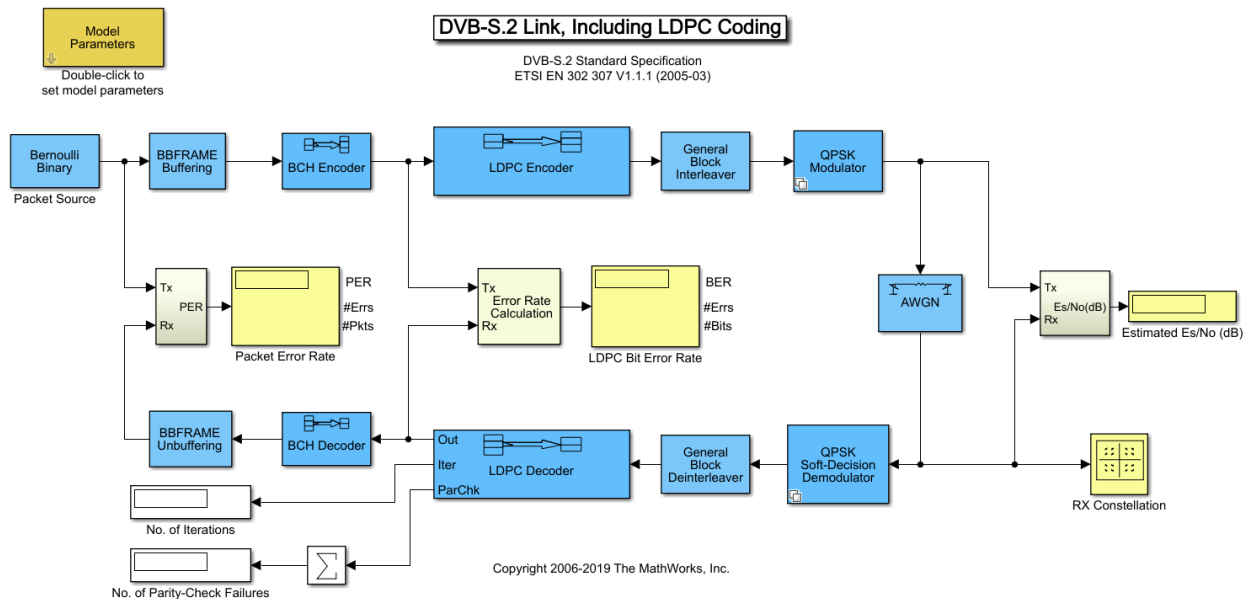 Model
Parameters
Double-click to
set model parameters
DVB-S.2 Link, Including LDPC Coding
DVB-S.2 Standard Specification
ETSI EN 302 307 V1.1.1 (2005-03)
Bernoulli
Binary
Packet Source
BBFRAME
Buffering
BCH Encoder
LDPC Encoder
General
Block
Interleaver
QPSK
Modulator
Tx
PER
Rx
PER
#Errs
#Pkts
Packet Error Rate
Tx
Error Rate
Calculation
Rx
BER
#Errs
#Bits
LDPC Bit Error Rate
AWGN
Tx
Es/No(dB)
Rx
Estimated Es/No (dB)
BBFRAME
Unbuffering
BCH Decoder
Out
Iter
ParChk
LDPC Decoder
General
Block
Deinterleaver
QPSK
Soft-Decision
Demodulator
RX Constellation
No. of Iterations
No. of Parity-Check Failures
Σ
Copyright 2006-2019 The MathWorks, Inc.